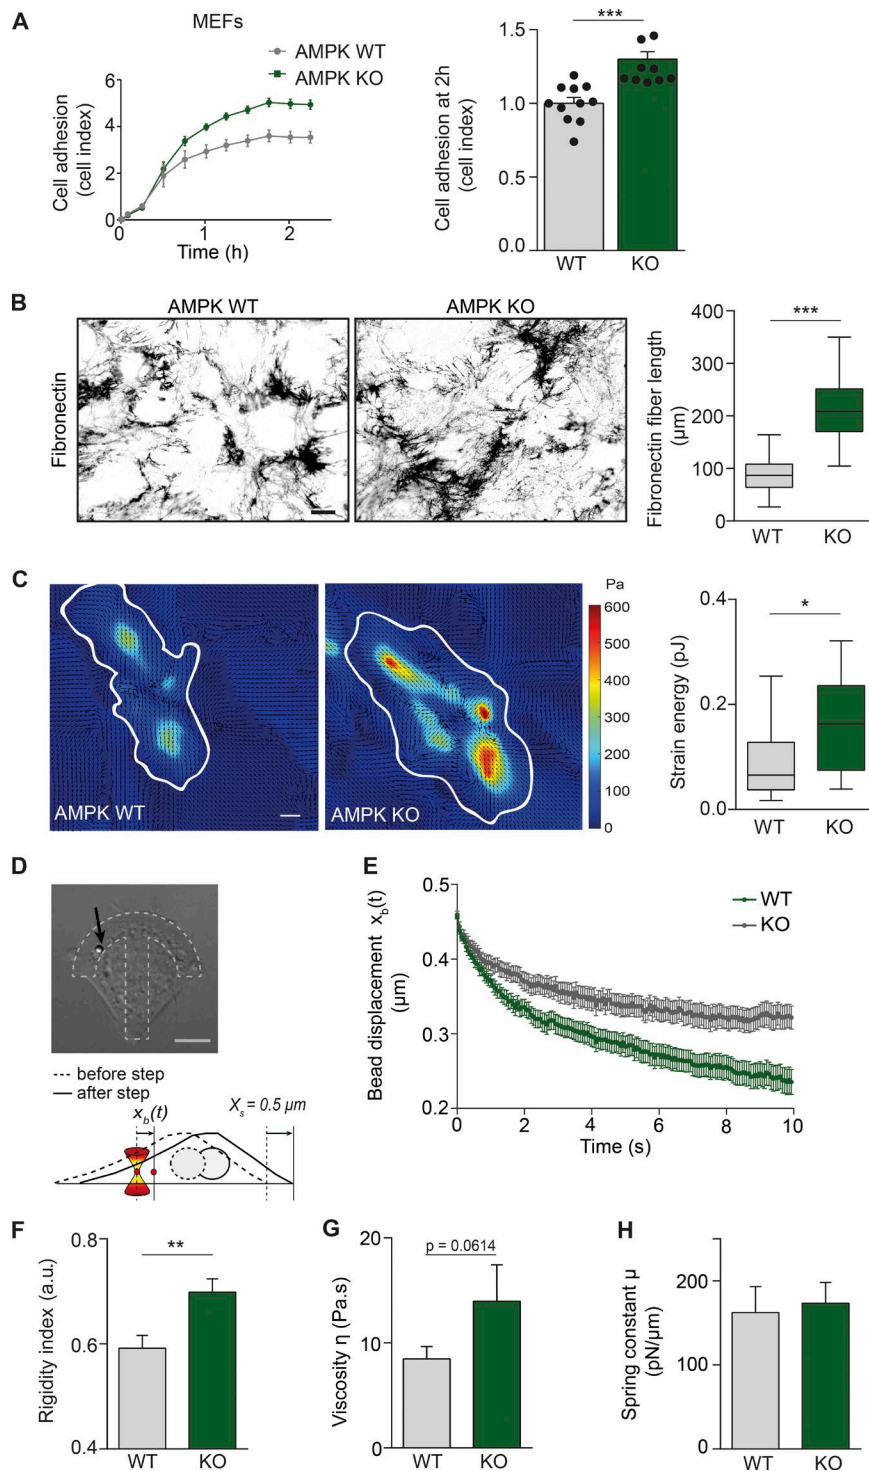 A
MEFs
AMPK WT
AMPK KO
Cell adhesion
(cell index)
6
4
2
0
0
1
2
Time (h)
***
Cell adhesion at 2h
(cell index)
1.5
1.0
0.5
0.0
WT
KO
B
AMPK WT
AMPK KO
Fibronectin
***
Fibronectin fiber length
(µm)
400
300
200
100
0
WT
KO
C
AMPK WT
AMPK KO
Pa
600
500
400
300
200
100
0
*
Strain energy (pJ)
0.4
0.2
0.0
WT
KO
D
before step
after step
xb(t)
Xs = 0.5 µm
E
WT
KO
Bead displacement xb(t)
(µm)
0.5
0.4
0.3
0.2
0
2
4
6
8
10
Time (s)
F
**
Rigidity index (a.u.)
0.8
0.6
0.4
WT
KO
G
p = 0.0614
Viscosity η (Pa.s)
20
10
0
WT
KO
H
Spring constant µ
(pN/µm)
200
100
0
WT
KO